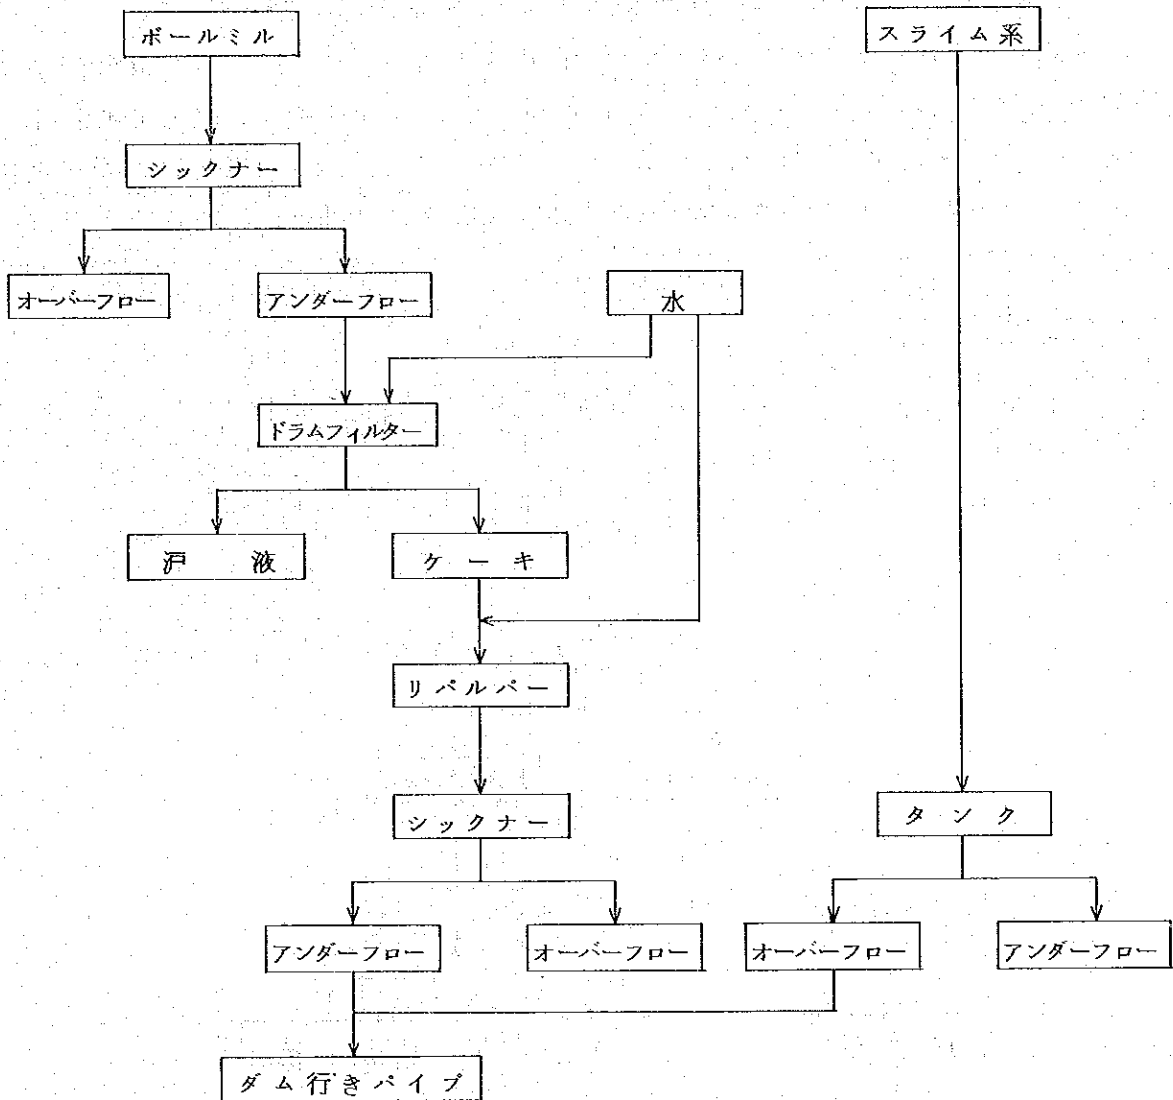 ボールミル
スライム系
シックナー
オーバーフロー
アンダーフロー
水
ドラムフィルター
沪液
ケーキ
リパルパー
シックナー
タンク
アンダーフロー
オーバーフロー
オーバーフロー
アンダーフロー
ダム行きパイプ